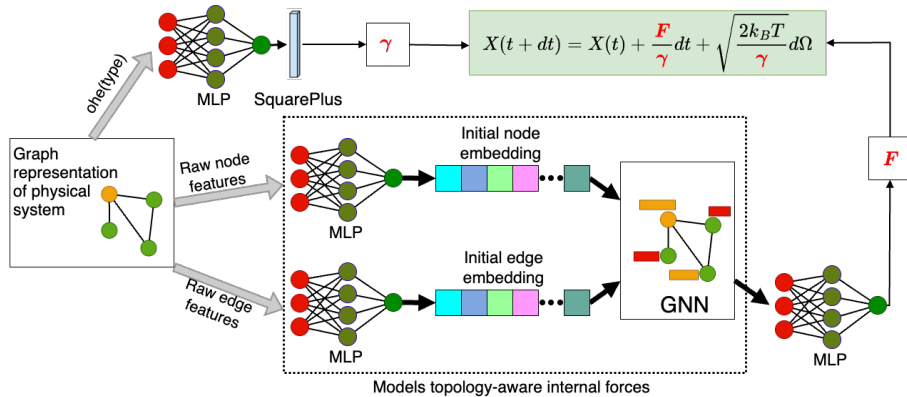 ohe(type)
MLP
SquarePlus
γ
X(t + dt) = X(t) + F/γ dt + √(2k_BT/γ) dΩ
Graph
representation
of physical
system
Raw node
features
MLP
Initial node
embedding
F
Raw edge
features
MLP
Initial edge
embedding
GNN
MLP
Models topology-aware internal forces